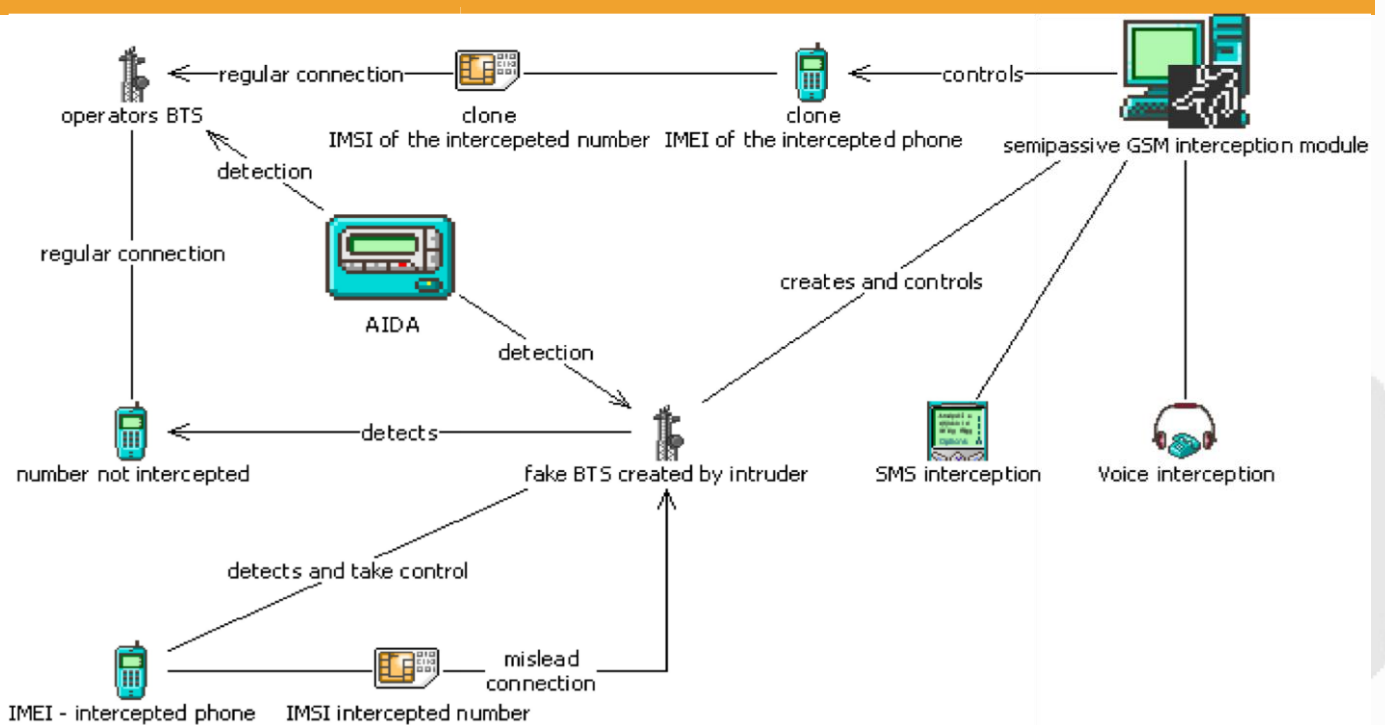 regular connection
controls
operators BTS
clone
IMSI of the intercepeted number
clone
IMEI of the intercepted phone
semipassive GSM interception module
detection
regular connection
AIDA
creates and controls
detection
detects
number not intercepted
fake BTS created by intruder
SMS interception
Voice interception
detects and take control
mislead
connection
IMEI - intercepted phone
IMSI intercepted number